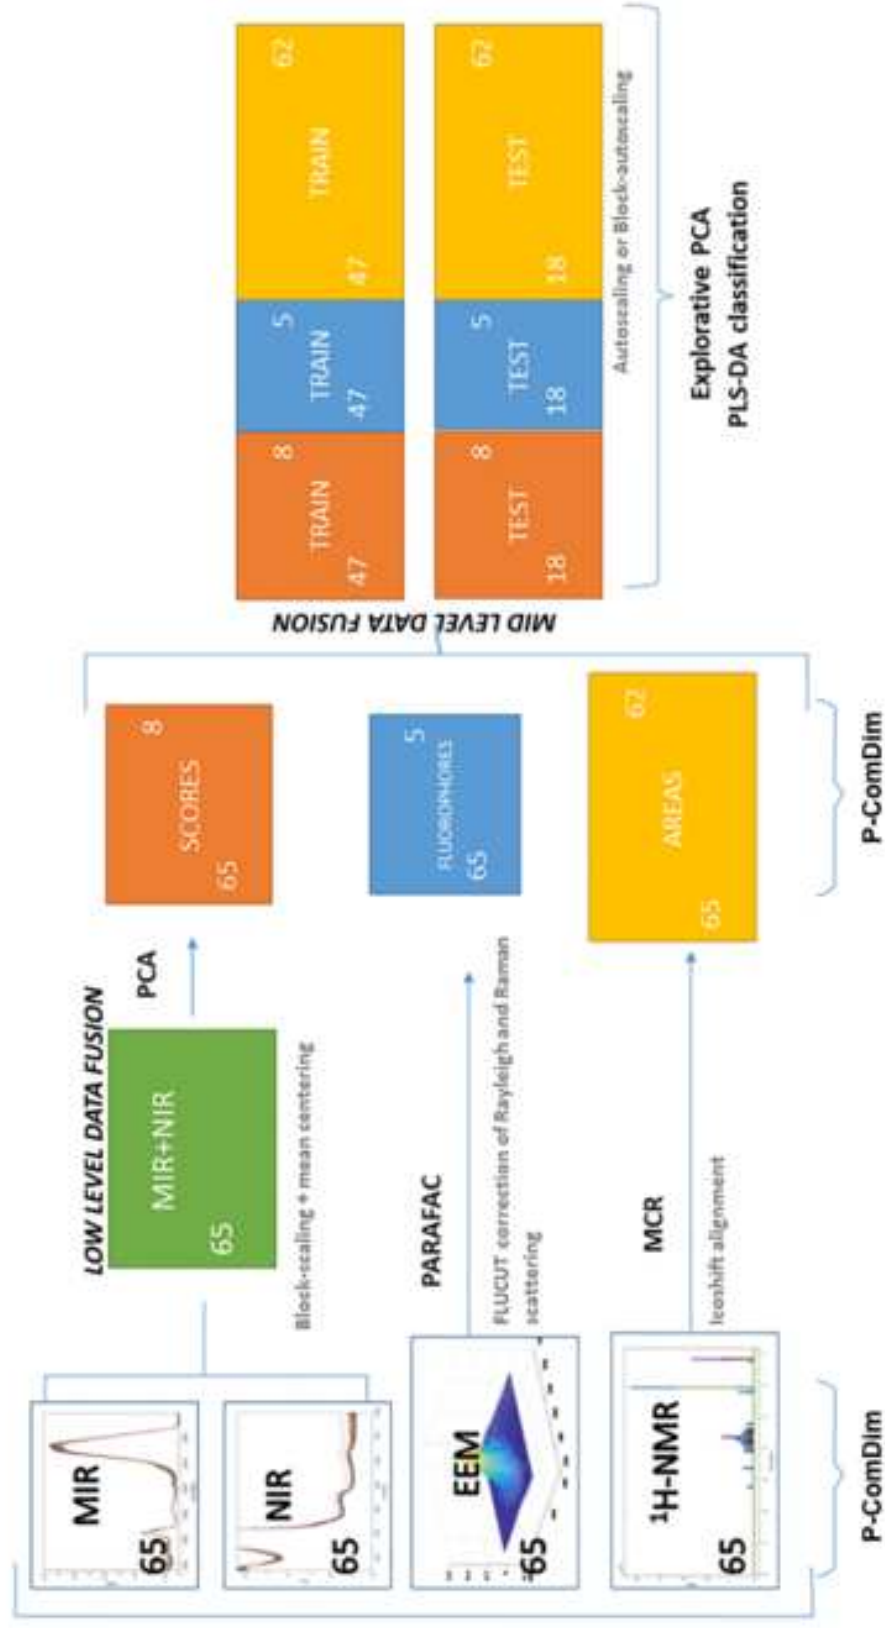 MIR
65
NIR
65
EEM
65
¹H-NMR
65
P-ComDim
LOW LEVEL DATA FUSION
MIR+NIR
65
Block-scaling + mean centering
PCA
PARAFAC
FLUCUT correction of Rayleigh and Raman
scattering
MCR
Icoshift alignment
8
SCORES
65
5
FLUOROPHORES
65
62
AREAS
65
P-ComDim
MID LEVEL DATA FUSION
8
TRAIN
47
5
TRAIN
47
62
TRAIN
47
8
TEST
18
5
TEST
18
62
TEST
18
Autoscaling or Block-autoscaling
Explorative PCA
PLS-DA classification